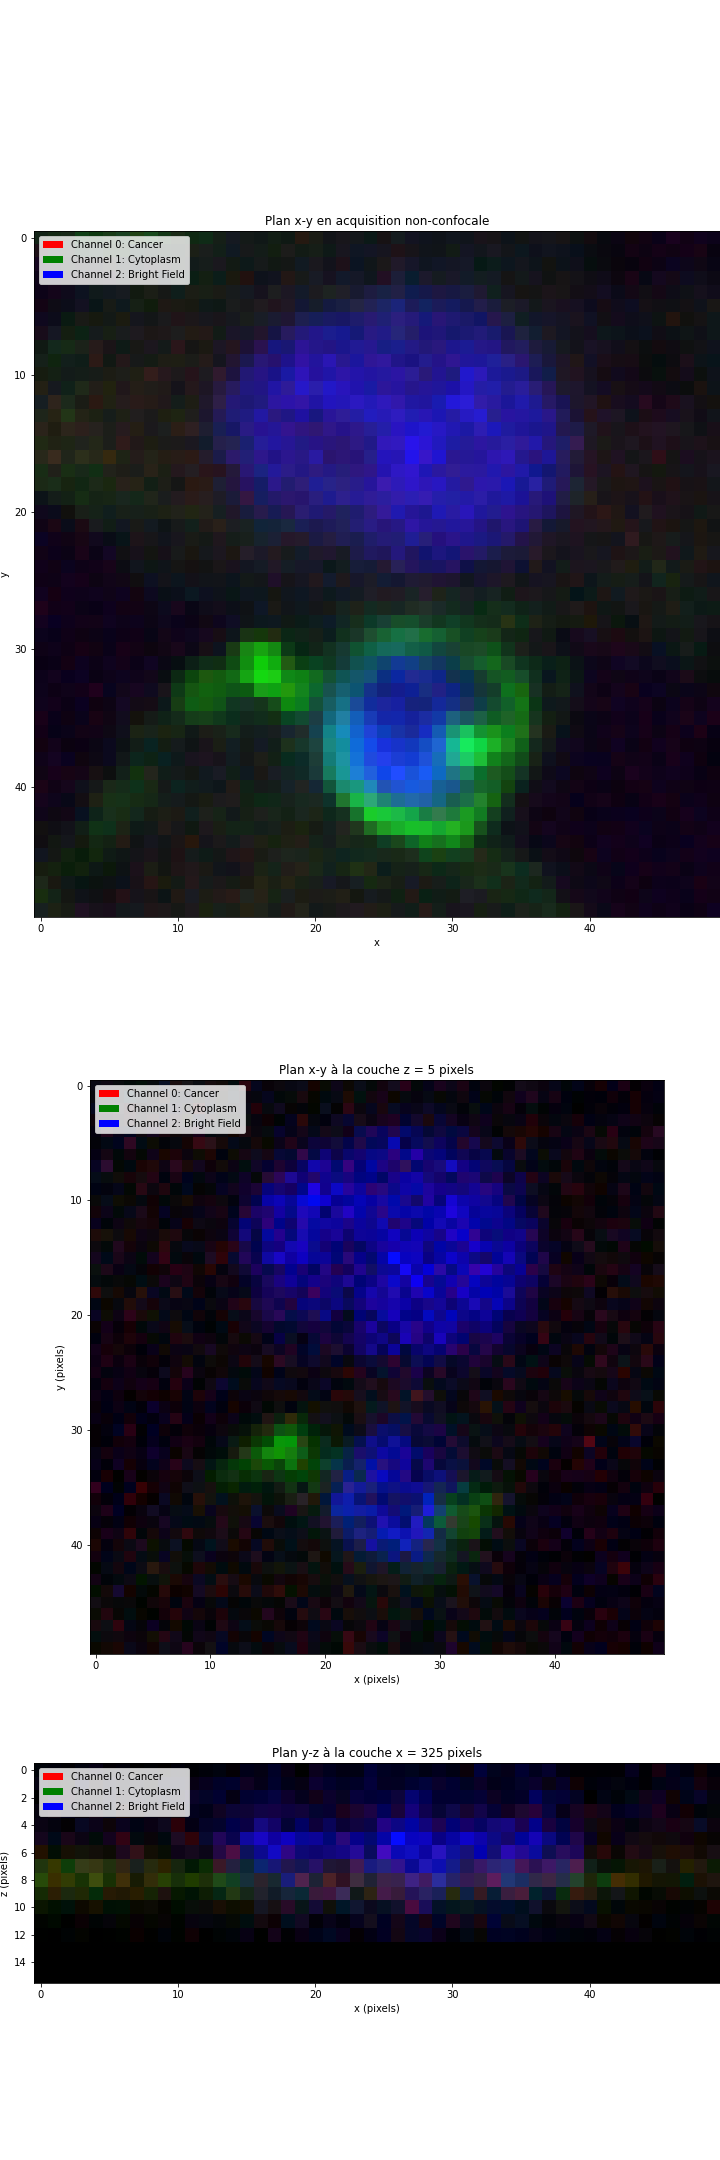 Plan x-y en acquisition non-confocale
Channel 0: Cancer
Channel 1: Cytoplasm
Channel 2: Bright Field
0
10
20
30
40
y
0 10 20 30 40
x
Plan x-y à la couche z = 5 pixels
Channel 0: Cancer
Channel 1: Cytoplasm
Channel 2: Bright Field
0
10
20
30
40
y (pixels)
0 10 20 30 40
x (pixels)
Plan y-z à la couche x = 325 pixels
Channel 0: Cancer
Channel 1: Cytoplasm
Channel 2: Bright Field
0
2
4
6
8
10
12
14
z (pixels)
0 10 20 30 40
x (pixels)